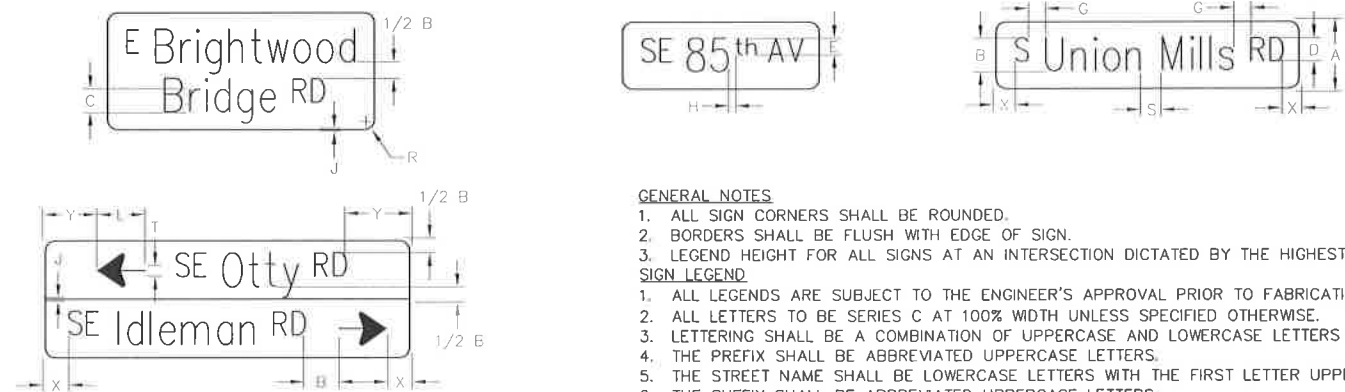 1/2 B
E Brightwood
Bridge RD
C
J
R
SE 85th AV
E
H
G
G
B
S Union Mills RD
D
A
X
S
X
1/2 B
Y
L
T
Y
J
SE Otty RD
SE Idleman RD
1/2 B
X
B
X
GENERAL NOTES
1. ALL SIGN CORNERS SHALL BE ROUNDED.
2. BORDERS SHALL BE FLUSH WITH EDGE OF SIGN.
3. LEGEND HEIGHT FOR ALL SIGNS AT AN INTERSECTION DICTATED BY THE HIGHEST
SIGN LEGEND
1. ALL LEGENDS ARE SUBJECT TO THE ENGINEER'S APPROVAL PRIOR TO FABRICATI
2. ALL LETTERS TO BE SERIES C AT 100% WIDTH UNLESS SPECIFIED OTHERWISE.
3. LETTERING SHALL BE A COMBINATION OF UPPERCASE AND LOWERCASE LETTERS
4. THE PREFIX SHALL BE ABBREVIATED UPPERCASE LETTERS.
5. THE STREET NAME SHALL BE LOWERCASE LETTERS WITH THE FIRST LETTER UPP